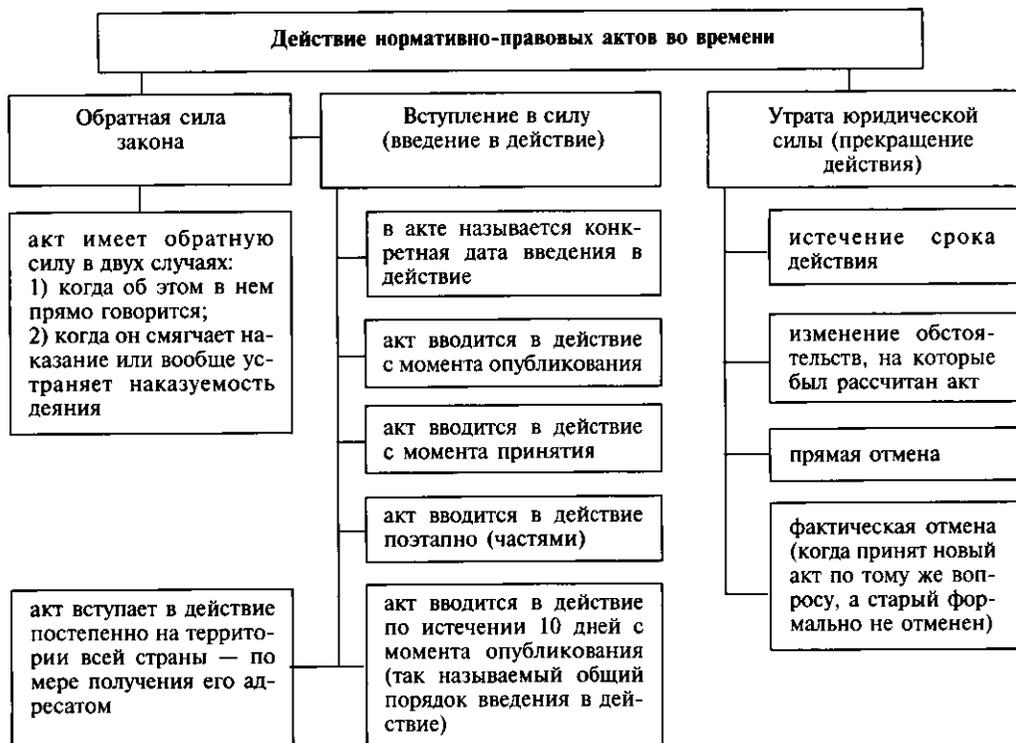 Действие нормативно-правовых актов во времени
Обратная сила
закона
акт имеет обратную
силу в двух случаях:
1) когда об этом в нем
прямо говорится;
2) когда он смягчает на-
казание или вообще ус-
траняет наказуемость
деяния
Вступление в силу
(введение в действие)
в акте называется конк-
ретная дата введения в
действие
акт вводится в действие
с момента опубликования
акт вводится в действие
с момента принятия
акт вводится в действие
поэтапно (частями)
акт вступает в действие
постепенно на террито-
рии всей страны — по
мере получения его ад-
ресатом
акт вводится в действие
по истечении 10 дней с
момента опубликования
(так называемый общий
порядок введения в дей-
ствие)
Утрата юридической
силы (прекращение
действия)
истечение срока
действия
изменение обстоя-
тельств, на которые
был рассчитан акт
прямая отмена
фактическая отмена
(когда принят новый
акт по тому же воп-
росу, а старый фор-
мально не отменен)